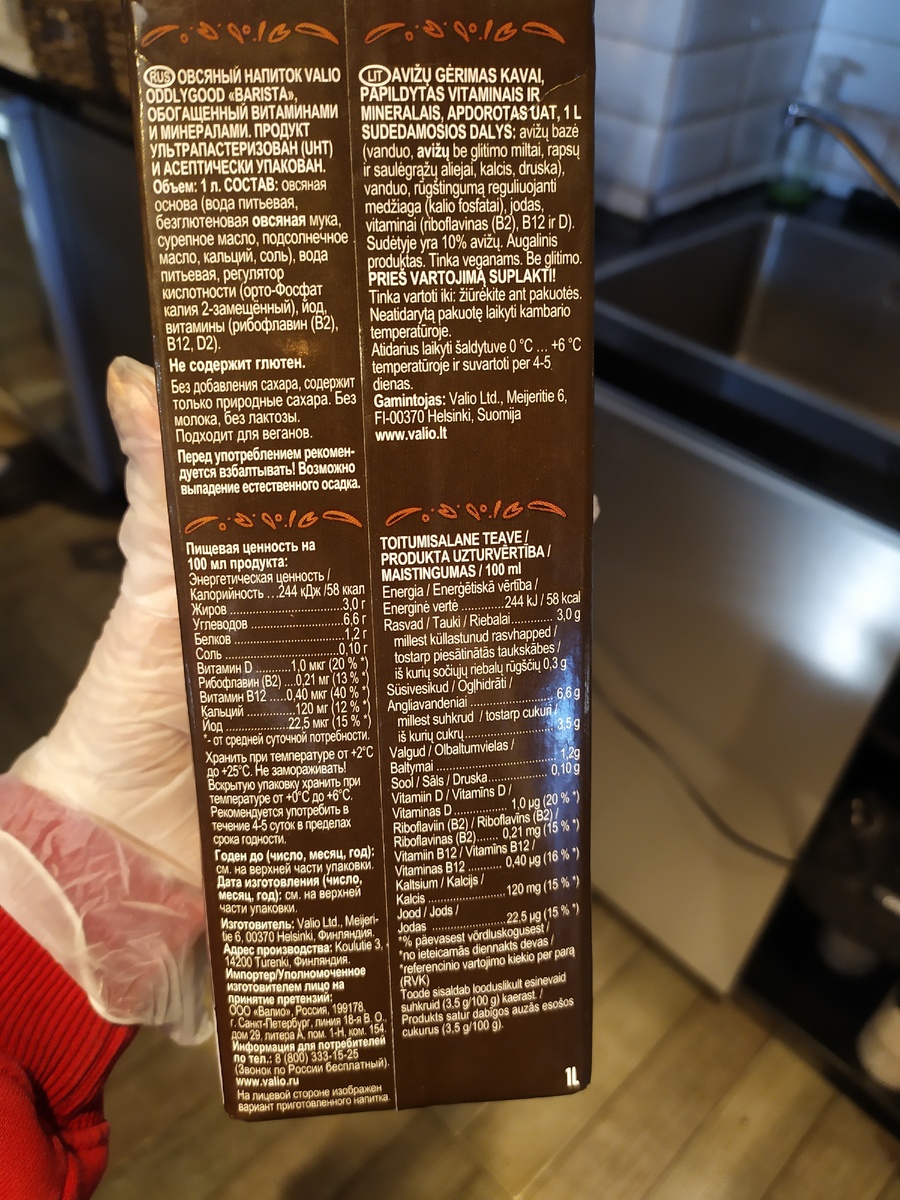 RUS ОВСЯНЫЙ НАПИТОК VALIO
ODDLYGOOD «BARISTA»,
ОБОГАЩЕННЫЙ ВИТАМИНАМИ
И МИНЕРАЛАМИ. ПРОДУКТ
УЛЬТРАПАСТЕРИЗОВАН (UHT)
И АСЕПТИЧЕСКИ УПАКОВАН.
Объем: 1 л. СОСТАВ: овсяная
основа (вода питьевая,
безглютеновая овсяная мука,
сурепное масло, подсолнечное
масло, кальций, соль), вода
питьевая, регулятор
кислотности (орто-Фосфат
калия 2-замещённый), йод,
витамины (рибофлавин (B2),
B12, D2).
Не содержит глютен.
Без добавления сахара, содержит
только природные сахара. Без
молока, без лактозы.
Подходит для веганов.
Перед употреблением рекомен-
дуется взбалтывать! Возможно
выпадение естественного осадка.
Пищевая ценность на
100 мл продукта:
Энергетическая ценность /
Калорийность ..244 кДж /58 ккал
Жиров ..................3,0 г
Углеводов ..................6,6 г
Белков ..................1,2 г
Соль ..................0,10 г
Витамин D ..........1,0 мкг (20 % *)
Рибофлавин (B2) ...0,21 мг (13 % *)
Витамин B12 .....0,40 мкг (40 % *)
Кальций ..............120 мг (12 % *)
Йод ..............22,5 мкг (15 % *)
*- от средней суточной потребности.
Хранить при температуре от +2°C
до +25°C. Не замораживать!
Вскрытую упаковку хранить при
температуре от +0°C до +6°C.
Рекомендуется употребить в
течение 4-5 суток в пределах
срока годности.
Годен до (число, месяц, год):
см. на верхней части упаковки.
Дата изготовления (число,
месяц, год): см. на верхней
части упаковки.
Изготовитель: Valio Ltd., Meijeri-
tie 6, 00370 Helsinki, Финляндия.
Адрес производства: Koulutie 3,
14200 Turenki, Финляндия.
Импортер/Уполномоченное
изготовителем лицо на
принятие претензий:
ООО «Валио», Россия, 199178,
г. Санкт-Петербург, линия 18-я В. О.,
дом 29, литера А, пом. 1-Н, ком. 154.
Информация для потребителей
по тел.: 8 (800) 333-15-25
(Звонок по России бесплатный).
www.valio.ru
На лицевой стороне изображен
вариант приготовленного напитка.
LIT AVIŽŲ GĖRIMAS KAVAI,
PAPILDYTAS VITAMINAIS IR
MINERALAIS, APDOROTAS UAT, 1 L
SUDEDAMOSIOS DALYS: avižų bazė
(vanduo, avižų be glitimo miltai, rapsų
ir saulėgrąžų aliejai, kalcis, druska),
vanduo, rūgštingumą reguliuojanti
medžiaga (kalio fosfatai), jodas,
vitaminai (riboflavinas (B2), B12 ir D).
Sudėtyje yra 10% avižų. Augalinis
produktas. Tinka veganams. Be glitimo.
PRIEŠ VARTOJIMĄ SUPLAKTI!
Tinka vartoti iki: žiūrėkite ant pakuotės.
Neatidarytą pakuotę laikyti kambario
temperatūroje.
Atidarius laikyti šaldytuve 0 °C ... +6 °C
temperatūroje ir suvartoti per 4-5
dienas.
Gamintojas: Valio Ltd., Meijeritie 6,
FI-00370 Helsinki, Suomija
www.valio.lt
TOITUMISALANE TEAVE /
PRODUKTA UZTURVĒRTĪBA /
MAISTINGUMAS / 100 ml
Energia / Enerģētiskā vērtība /
Energinė vertė ..........244 kJ / 58 kcal
Rasvad / Tauki / Riebalai........... 3,0 g
millest küllastunud rasvhapped /
tostarp piesātinātās taukskābes /
iš kurių sočiųjų riebalų rūgščių 0,3 g
Süsivesikud / Ogļhidrāti /
Angliavandeniai .................... 6,6 g
millest suhkrud / tostarp cukuri /
iš kurių cukrų........................ 3,5 g
Valgud / Olbaltumvielas /
Baltymai ........................... 1,2g
Sool / Sāls / Druska............... 0,10 g
Vitamiin D / Vitamīns D /
Vitaminas D............... 1,0 µg (20 % *)
Riboflaviin (B2) / Riboflavīns (B2) /
Riboflavinas (B2)...... 0,21 mg (15 % *)
Vitamiin B12 / Vitamīns B12 /
Vitaminas B12 .......... 0,40 µg (16 % *)
Kaltsium / Kalcijs /
Kalcis ....................120 mg (15 % *)
Jood / Jods /
Jodas .................. 22,5 µg (15 % *)
*% päevasest võrdluskogusest /
*no ieteicamās diennakts devas /
*referencinio vartojimo kiekio per parą
(RVK)
Toode sisaldab looduslikult esinevaid
suhkruid (3.5 g/100 g) kaerast. /
Produkts satur dabīgos auzās esošos
cukurus (3.5 g/100 g).
1L